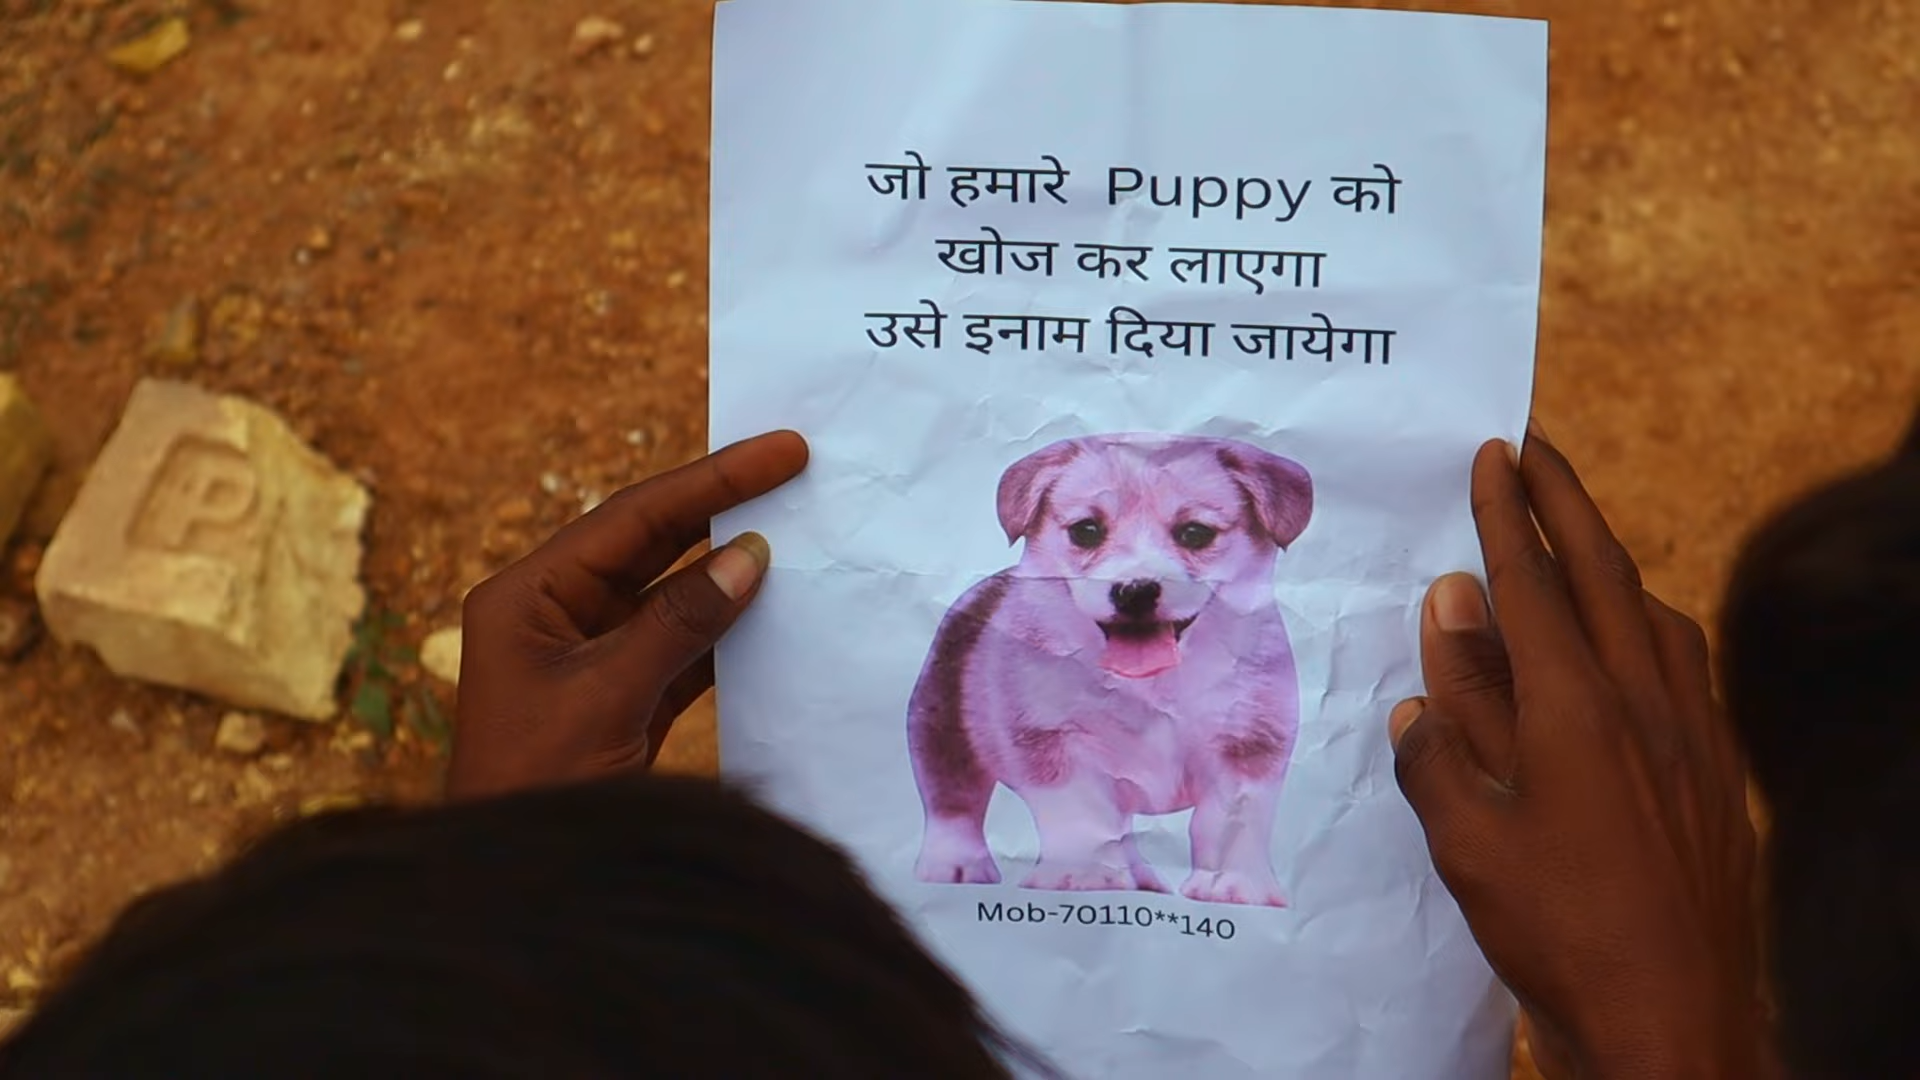 जो हमारे Puppy को
खोज कर लाएगा
उसे इनाम दिया जायेगा
Mob-70110**140